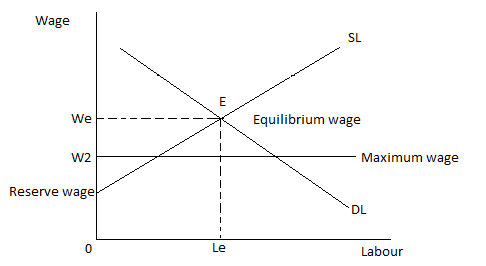 Wage
SL
E
We
Equilibrium wage
W2
Maximum wage
Reserve wage
DL
0
Le
Labour